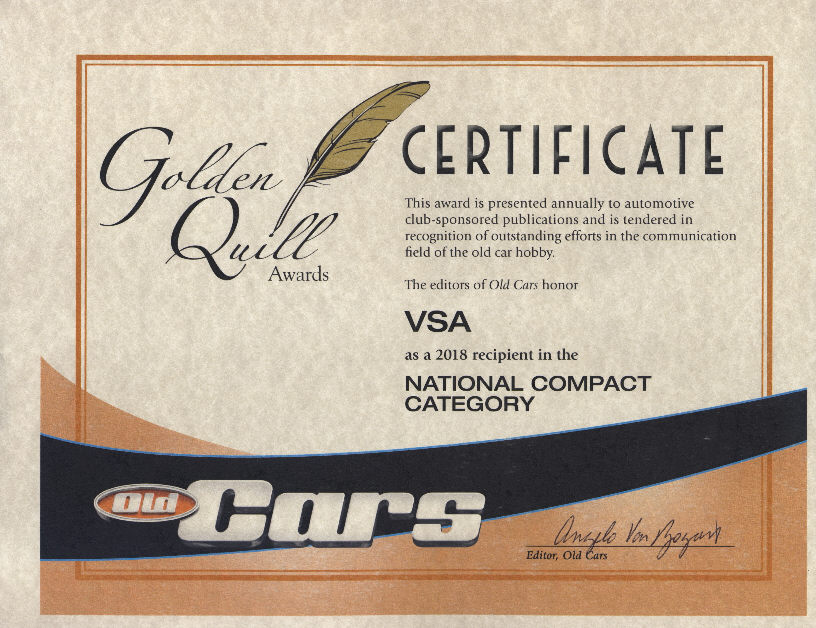 Golden
Quill
Awards
CERTIFICATE
This award is presented annually to automotive
club-sponsored publications and is tendered in
recognition of outstanding efforts in the communication
field of the old car hobby.
The editors of Old Cars honor
VSA
as a 2018 recipient in the
NATIONAL COMPACT
CATEGORY
Old Cars
Angelo Van Bogart
Editor, Old Cars